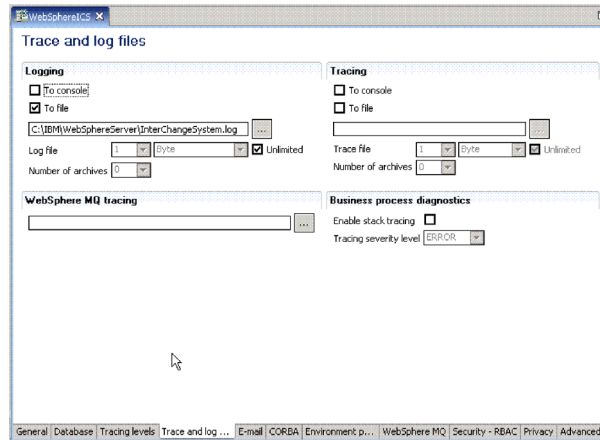 WebSphereICS
Trace and log files
Logging
To console
To file
C:\IBM\WebSphereServer\InterChangeSystem.log ...
Log file 1 Byte Unlimited
Number of archives 0
Tracing
To console
To file
...
Trace file 1 Byte Unlimited
Number of archives 0
WebSphere MQ tracing
...
Business process diagnostics
Enable stack tracing
Tracing severity level ERROR
General Database Tracing levels Trace and log ... E-mail CORBA Environment p... WebSphere MQ Security - RBAC Privacy Advanced